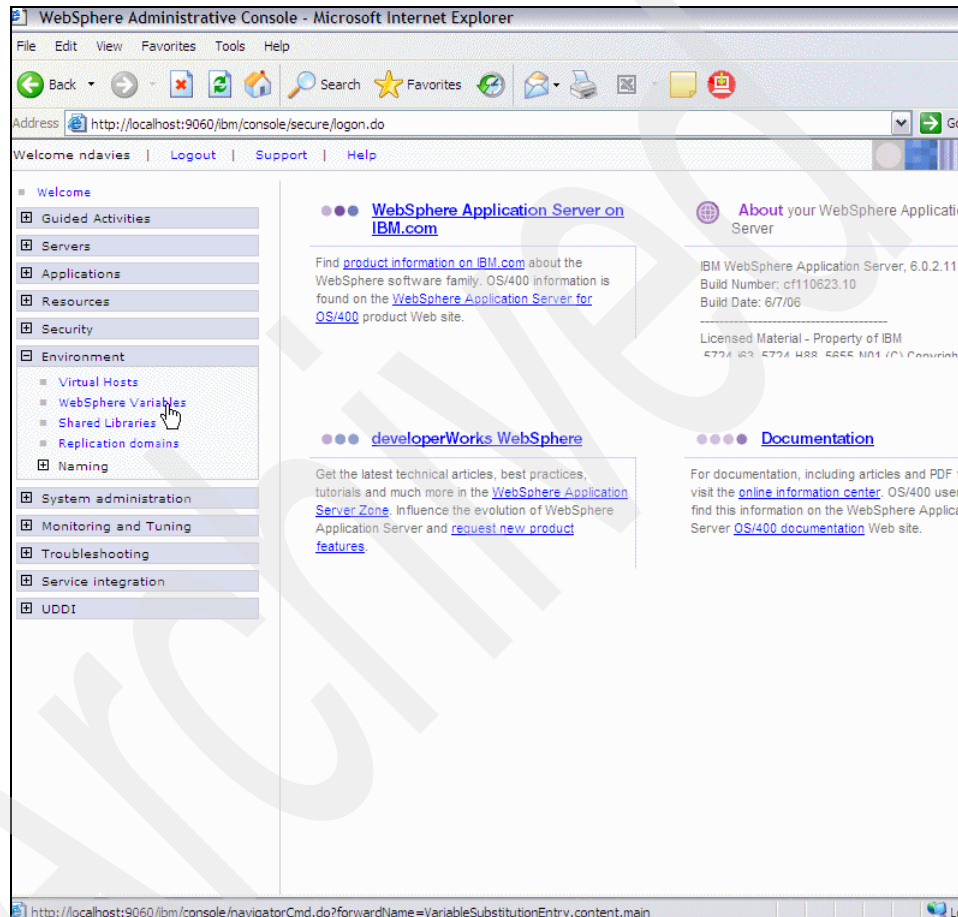 WebSphere Administrative Console - Microsoft Internet Explorer
File Edit View Favorites Tools Help
Back Search Favorites
Address http://localhost:9060/ibm/console/secure/logon.do
Welcome ndavies | Logout | Support | Help
Welcome
Guided Activities
Servers
Applications
Resources
Security
Environment
Virtual Hosts
WebSphere Variables
Shared Libraries
Replication domains
Naming
System administration
Monitoring and Tuning
Troubleshooting
Service integration
UDDI
WebSphere Application Server on
IBM.com
Find product information on IBM.com about the
WebSphere software family. OS/400 information is
found on the WebSphere Application Server for
OS/400 product Web site.
About your WebSphere
Server
IBM WebSphere Application Server, 6.0.2.11
Build Number: cf110623.10
Build Date: 6/7/06
--------------------------------------
Licensed Material - Property of IBM
5724-H88, 5655-N01 (C)
developerWorks WebSphere
Get the latest technical articles, best practices,
tutorials and much more in the WebSphere Application
Server Zone. Influence the evolution of WebSphere
Application Server and request new product
features.
Documentation
For documentation, including articles and PDF
visit the online information center. OS/400
find this information on the WebSphere
Server OS/400 documentation Web site.
http://localhost:9060/ibm/console/navigatorCmd.do?forwardName=VariableSubstitutionEntry.content.main
Archived